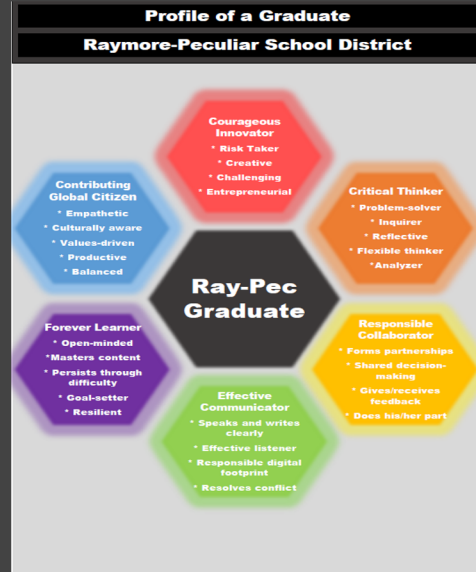 Profile of a Graduate
Raymore-Peculiar School District
Courageous
Innovator
* Risk Taker
* Creative
* Challenging
* Entrepreneurial
Contributing
Global Citizen
* Empathetic
* Culturally aware
* Values-driven
* Productive
* Balanced
Critical Thinker
* Problem-solver
* Inquirer
* Reflective
* Flexible thinker
*Analyzer
Ray-Pec
Graduate
Forever Learner
* Open-minded
*Masters content
*Persists through
difficulty
* Goal-setter
* Resilient
Responsible
Collaborator
* Forms partnerships
* Shared decision-
making
* Gives/receives
feedback
* Does his/her part
Effective
Communicator
* Speaks and writes
clearly
* Effective listener
* Responsible digital
footprint
* Resolves conflict